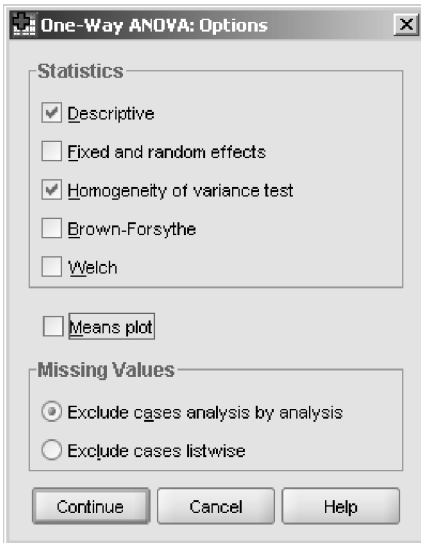 One-Way ANOVA: Options
Statistics
Descriptive
Fixed and random effects
Homogeneity of variance test
Brown-Forsythe
Welch
Means plot
Missing Values
Exclude cases analysis by analysis
Exclude cases listwise
Continue Cancel Help